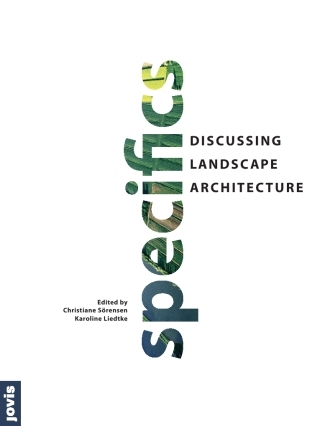 specifics
DISCUSSING
LANDSCAPE
ARCHITECTURE
Edited by
Christiane Sörensen
Karoline Liedtke
jovis